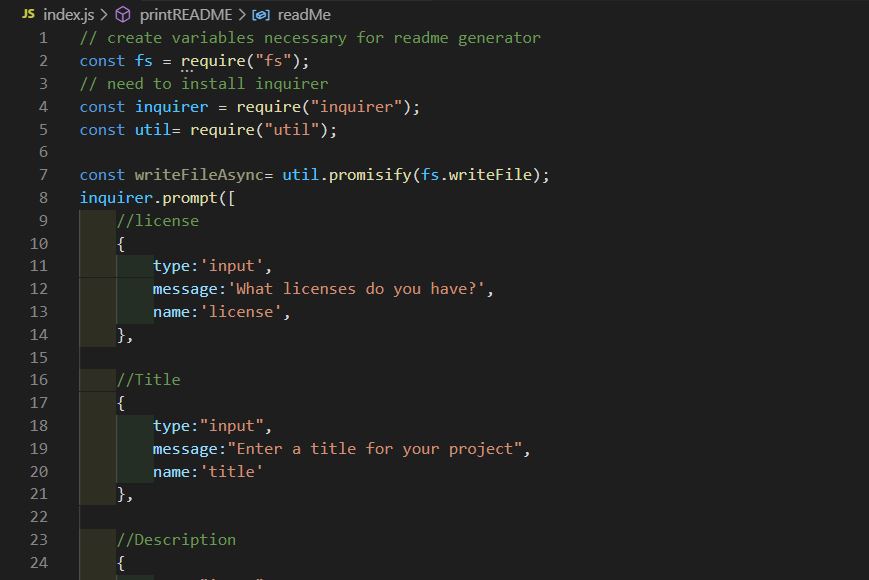 JS index.js > printREADME > readMe
1 // create variables necessary for readme generator
2 const fs = require("fs");
3 // need to install inquirer
4 const inquirer = require("inquirer");
5 const util= require("util");
6
7 const writeFileAsync= util.promisify(fs.writeFile);
8 inquirer.prompt([
9 //license
10 {
11 type:'input',
12 message:'What licenses do you have?',
13 name:'license',
14 },
15
16 //Title
17 {
18 type:"input",
19 message:"Enter a title for your project",
20 name:'title'
21 },
22
23 //Description
24 {